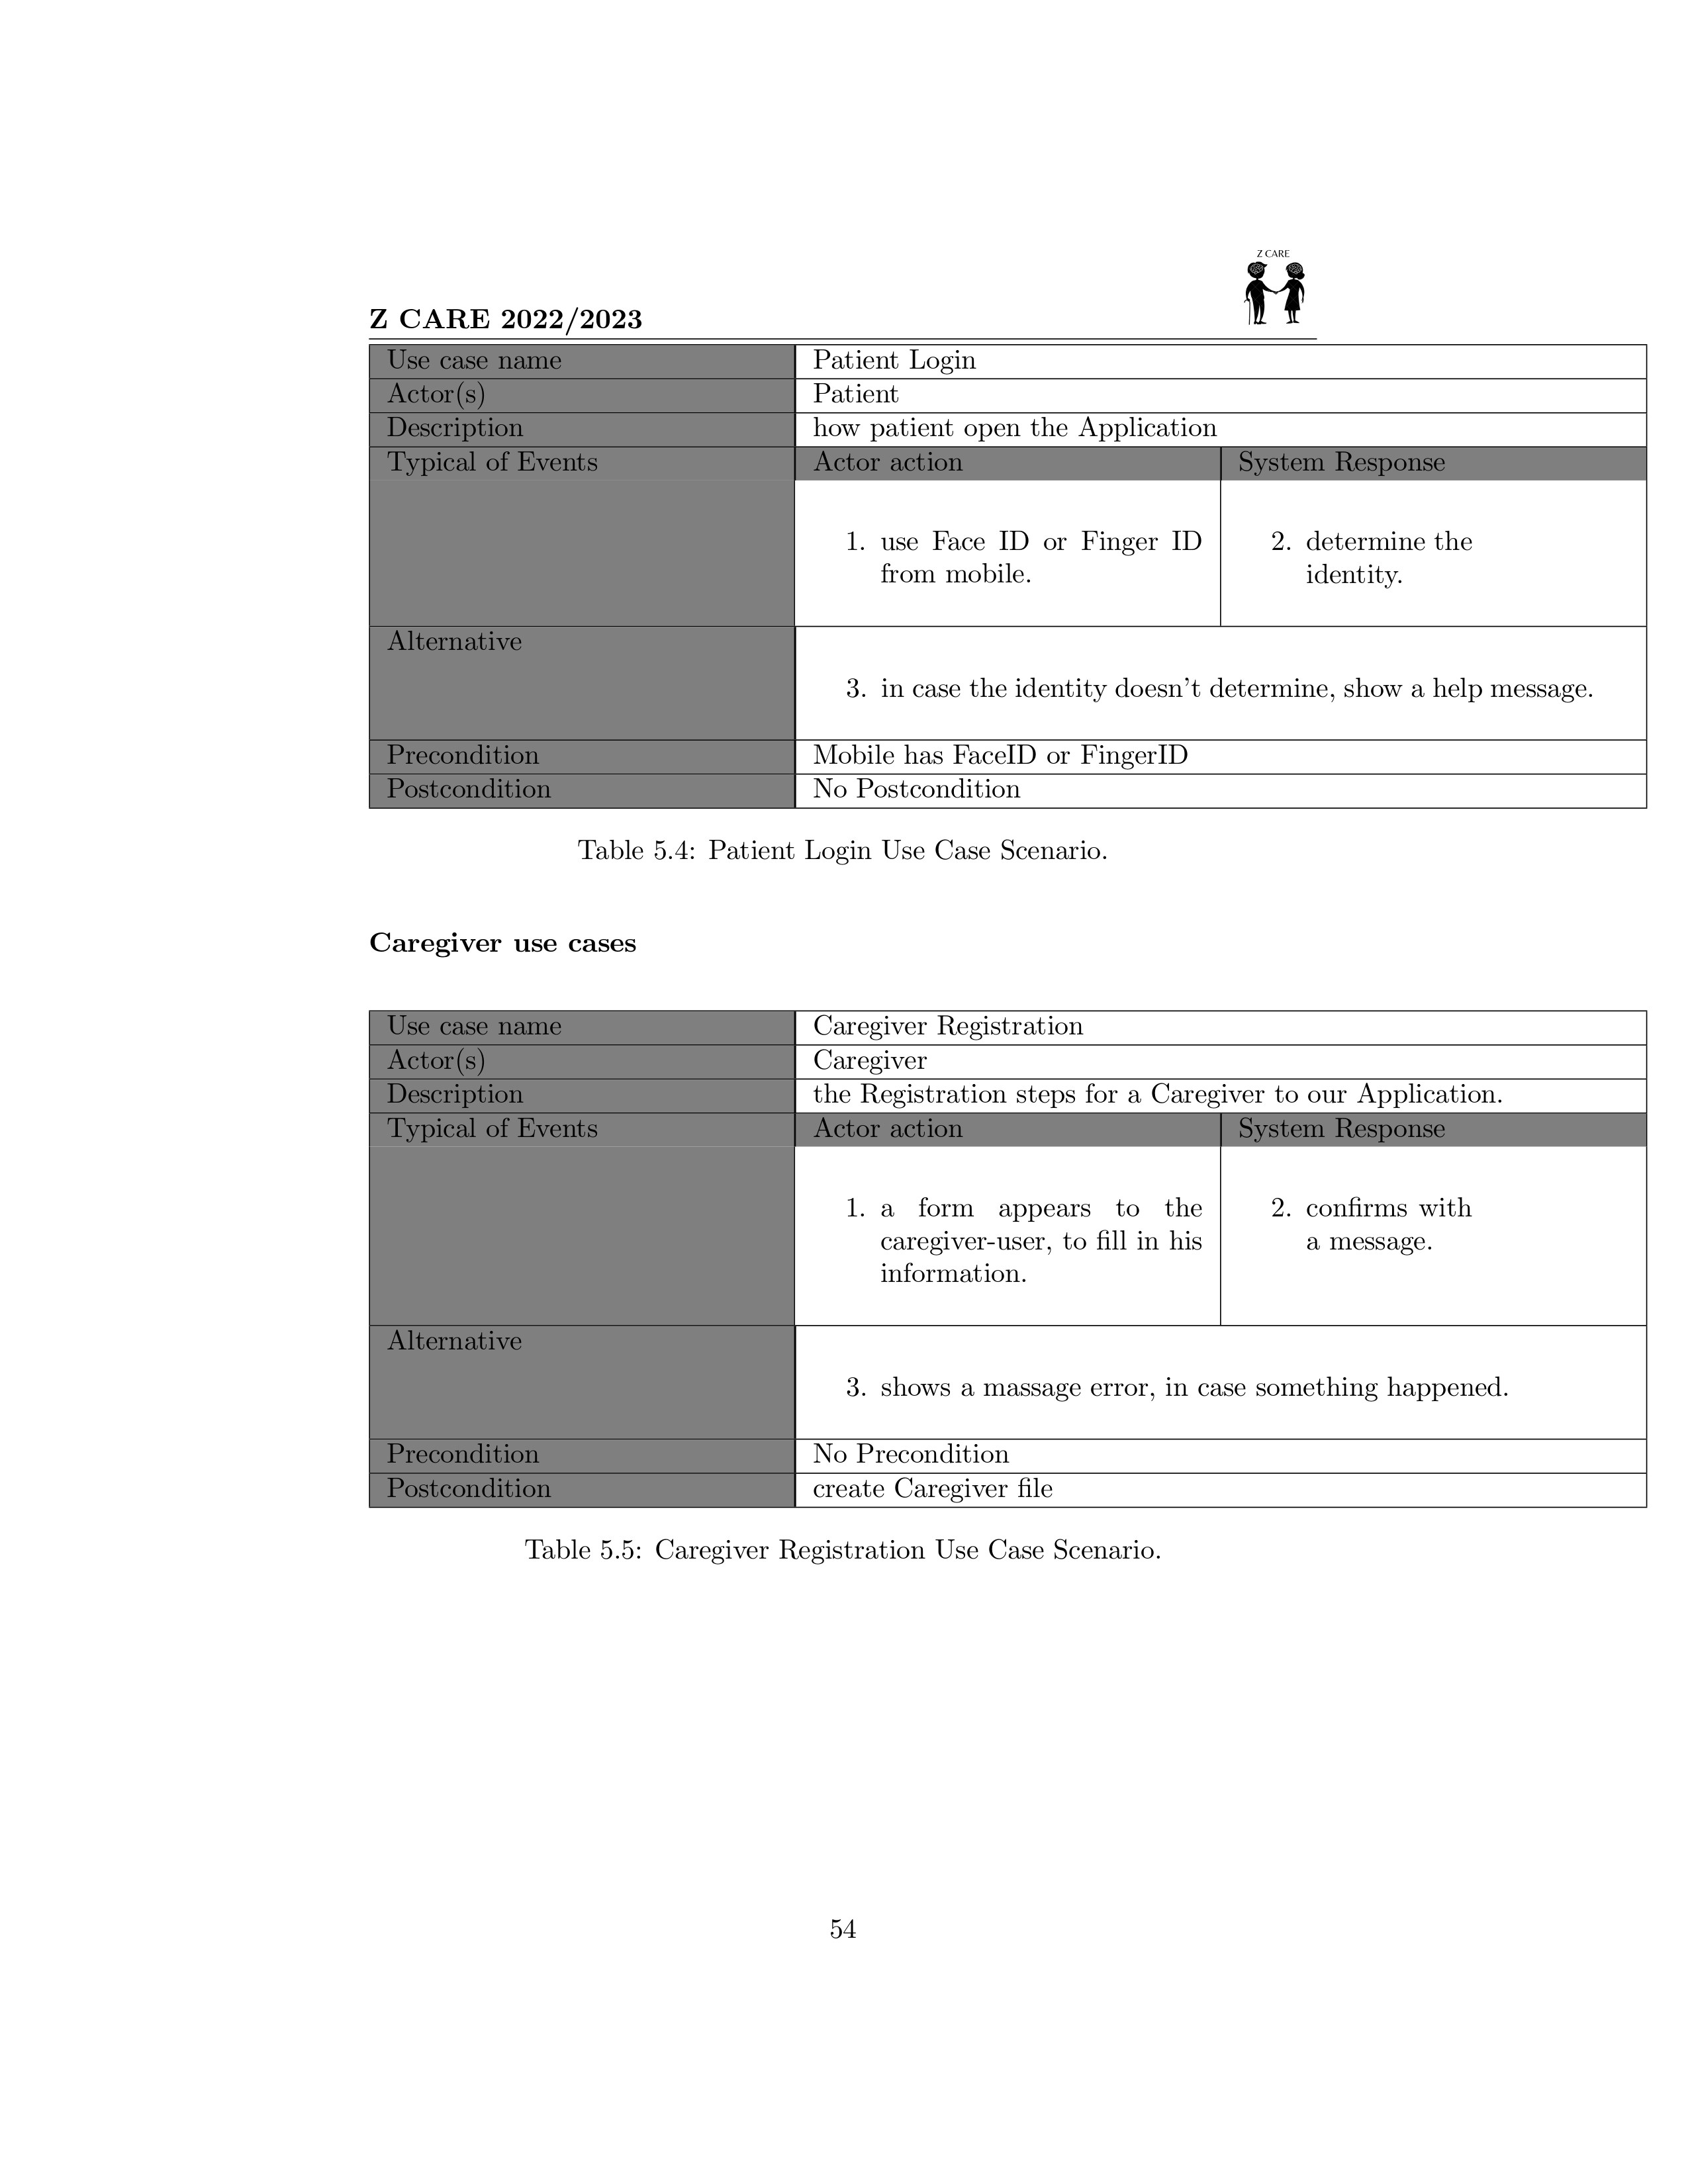 Z CARE
Z CARE 2022/2023
Use case name Patient Login
Actor(s) Patient
Description how patient open the Application
Typical of Events Actor action System Response
1. use Face ID or Finger ID
from mobile.
2. determine the
identity.
Alternative
3. in case the identity doesn't determine, show a help message.
Precondition Mobile has FaceID or FingerID
Postcondition No Postcondition
Table 5.4: Patient Login Use Case Scenario.
Caregiver use cases
Use case name Caregiver Registration
Actor(s) Caregiver
Description the Registration steps for a Caregiver to our Application.
Typical of Events Actor action System Response
1. a form appears to the
caregiver-user, to fill in his
information.
2. confirms with
a message.
Alternative
3. shows a massage error, in case something happened.
Precondition No Precondition
Postcondition create Caregiver file
Table 5.5: Caregiver Registration Use Case Scenario.
54